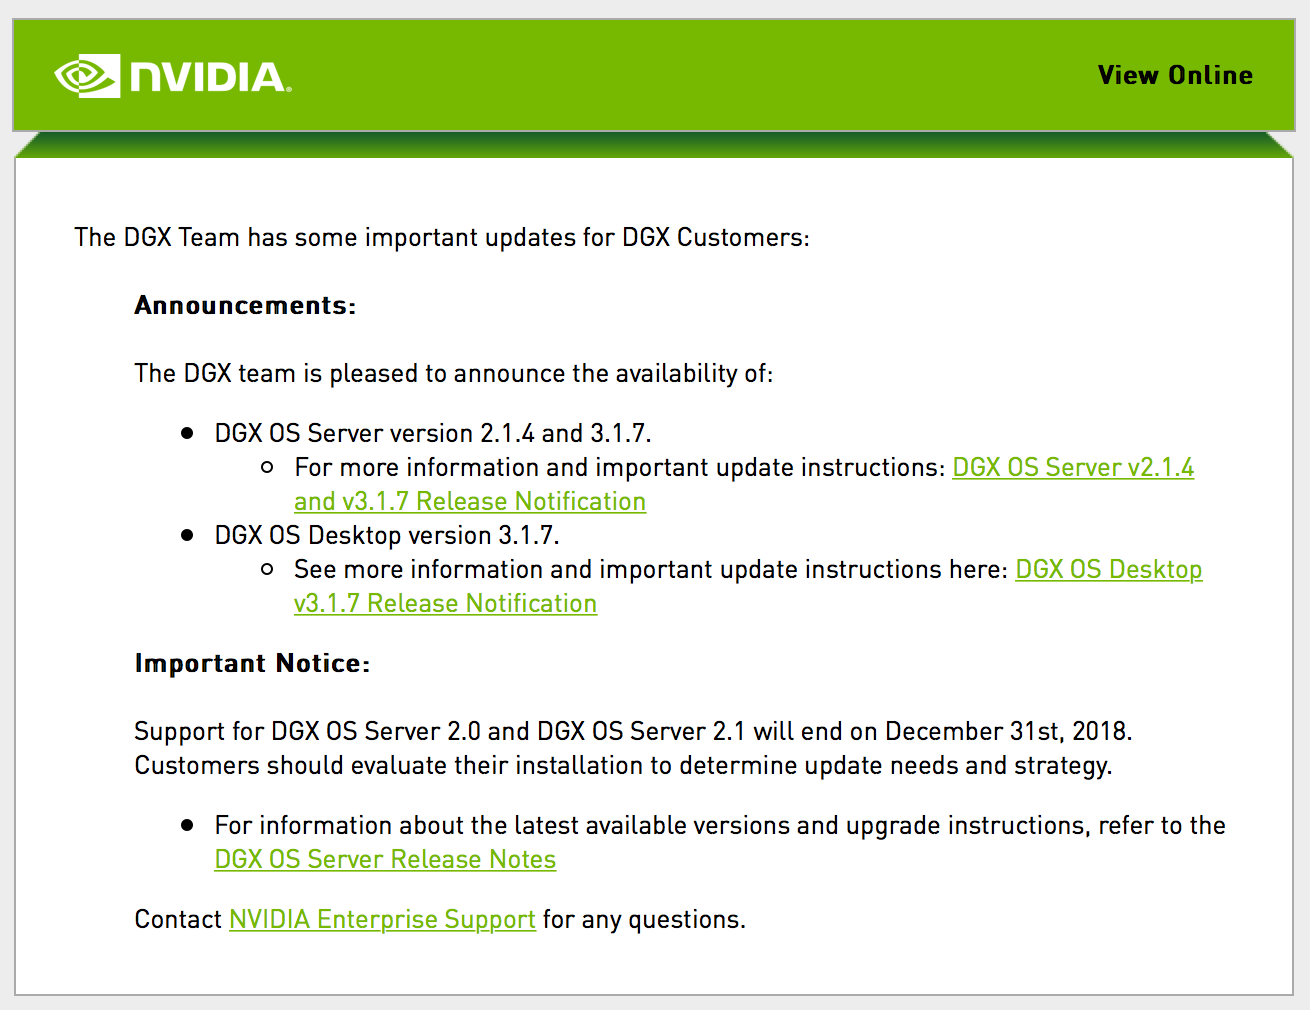 NVIDIA.
View Online
The DGX Team has some important updates for DGX Customers:
Announcements:
The DGX team is pleased to announce the availability of:
● DGX OS Server version 2.1.4 and 3.1.7.
○ For more information and important update instructions: DGX OS Server v2.1.4
and v3.1.7 Release Notification
● DGX OS Desktop version 3.1.7.
○ See more information and important update instructions here: DGX OS Desktop
v3.1.7 Release Notification
Important Notice:
Support for DGX OS Server 2.0 and DGX OS Server 2.1 will end on December 31st, 2018.
Customers should evaluate their installation to determine update needs and strategy.
● For information about the latest available versions and upgrade instructions, refer to the
DGX OS Server Release Notes
Contact NVIDIA Enterprise Support for any questions.